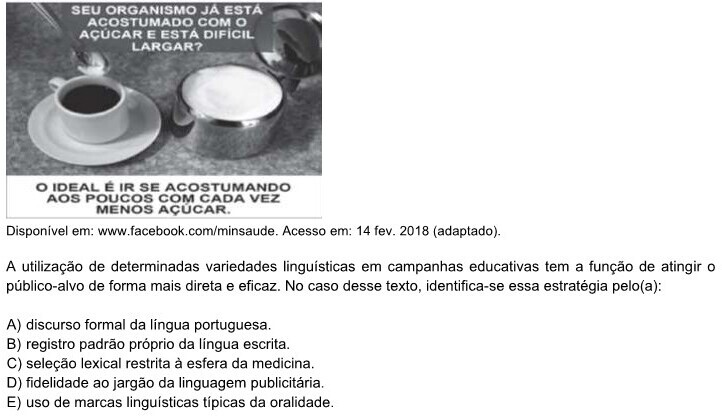 SEU ORGANISMO JÁ ESTÁ
ACOSTUMADO COM O
AÇÚCAR E ESTÁ DIFÍCIL
LARGAR?
O IDEAL É IR SE ACOSTUMANDO
AOS POUCOS COM CADA VEZ
MENOS AÇÚCAR.
Disponível em: www.facebook.com/minsaude. Acesso em: 14 fev. 2018 (adaptado).
A utilização de determinadas variedades linguísticas em campanhas educativas tem a função de atingir o
público-alvo de forma mais direta e eficaz. No caso desse texto, identifica-se essa estratégia pelo(a):
A) discurso formal da língua portuguesa.
B) registro padrão próprio da língua escrita.
C) seleção lexical restrita à esfera da medicina.
D) fidelidade ao jargão da linguagem publicitária.
E) uso de marcas linguísticas típicas da oralidade.